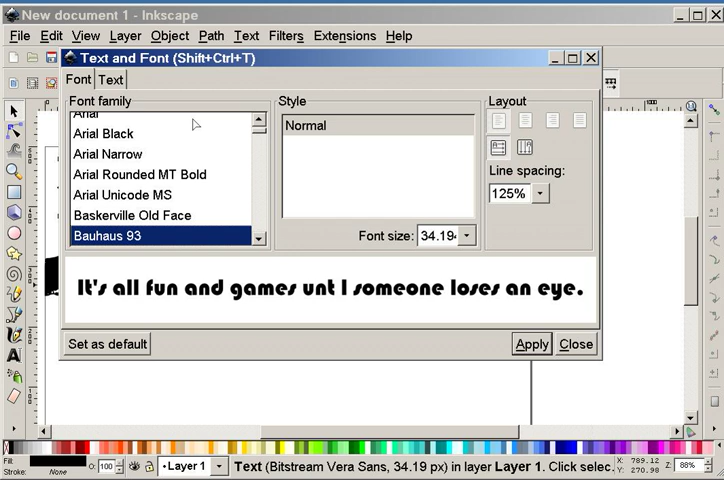 New document 1 - Inkscape
File Edit View Layer Object Path Text Filters Extensions Help
Text and Font (Shift+Ctrl+T)
Font Text
Font family
Arial
Arial Black
Arial Narrow
Arial Rounded MT Bold
Arial Unicode MS
Baskerville Old Face
Bauhaus 93
Style
Normal
Font size: 34.19
Layout
Line spacing:
125%
It's all fun and games unt l someone loses an eye.
Set as default Apply Close
Fill:
Stroke: None
O: 100
•Layer 1
Text (Bitstream Vera Sans, 34.19 px) in layer Layer 1. Click selec.
X: 789.12
Y: 270.98
Z: 88%